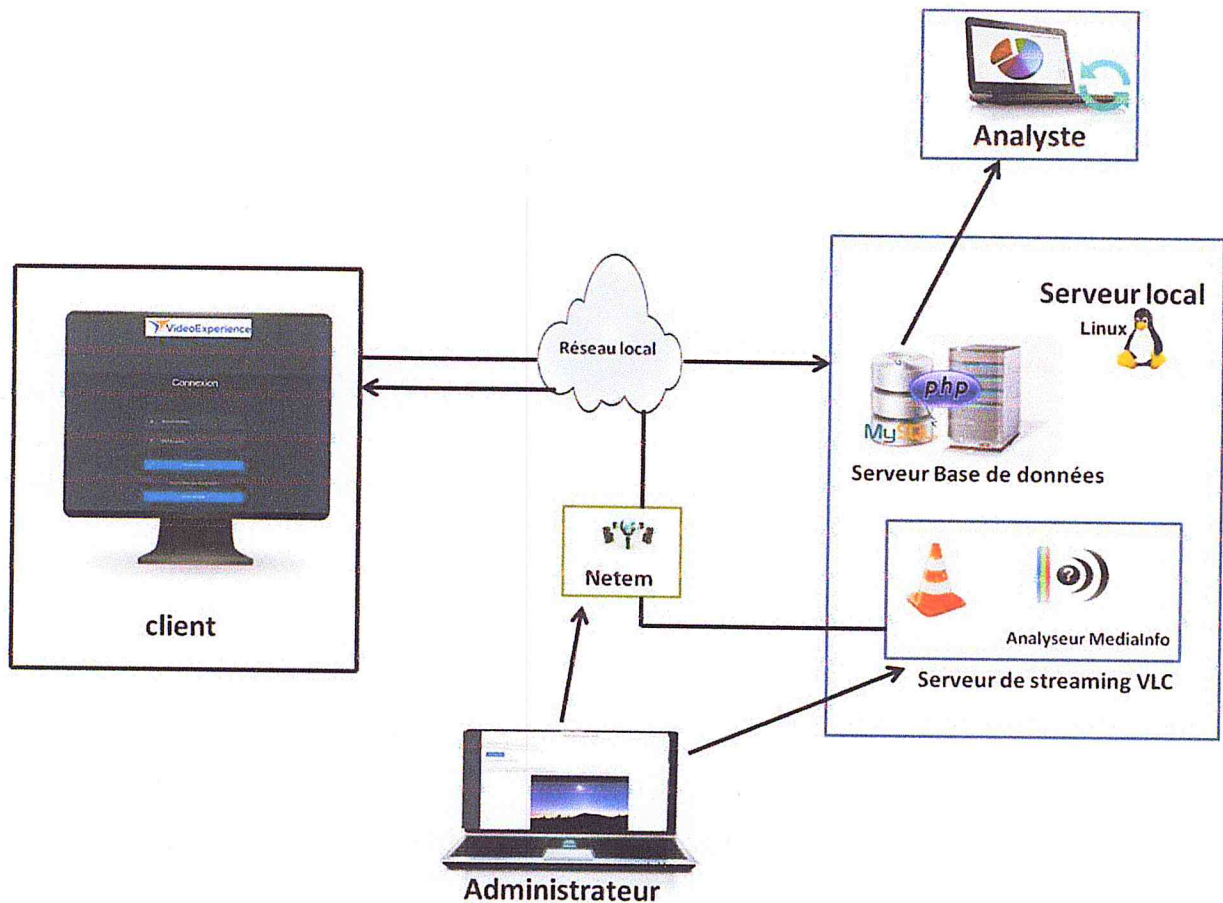 Analyste
Serveur local
Linux
VideoExperience
Connexion
Réseau local
php
MySQL
Serveur Base de données
Netem
client
?
Analyseur MediaInfo
Serveur de streaming VLC
Administrateur